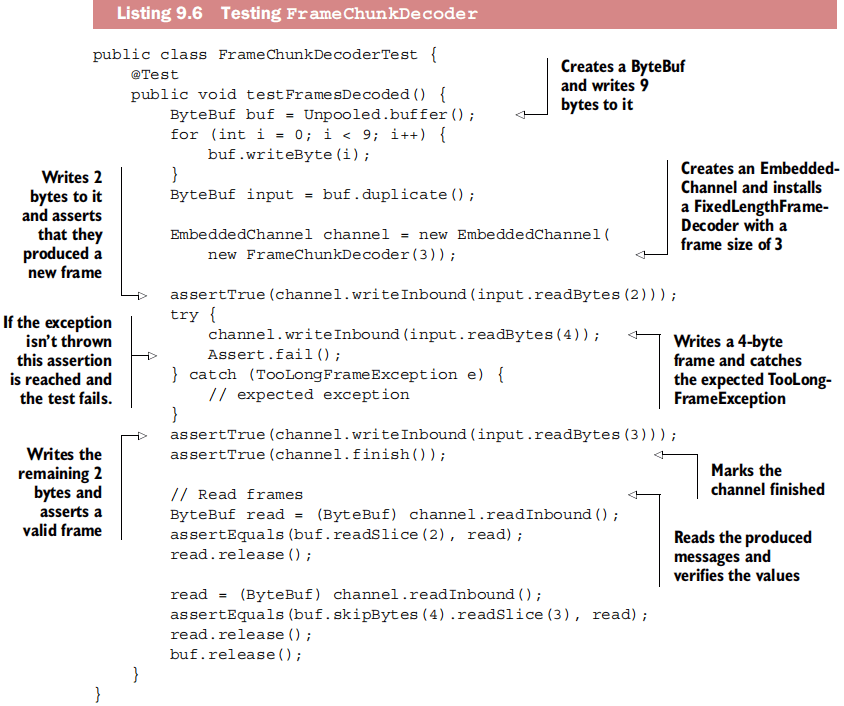 Listing 9.6 Testing FrameChunkDecoder
public class FrameChunkDecoderTest {
@Test
public void testFramesDecoded() {
ByteBuf buf = Unpooled.buffer();
for (int i = 0; i < 9; i++) {
buf.writeByte(i);
}
ByteBuf input = buf.duplicate();
EmbeddedChannel channel = new EmbeddedChannel(
new FrameChunkDecoder(3));
assertTrue(channel.writeInbound(input.readBytes(2)));
try {
channel.writeInbound(input.readBytes(4));
Assert.fail();
} catch (TooLongFrameException e) {
// expected exception
}
assertTrue(channel.writeInbound(input.readBytes(3)));
assertTrue(channel.finish());
// Read frames
ByteBuf read = (ByteBuf) channel.readInbound();
assertEquals(buf.readSlice(2), read);
read.release();
read = (ByteBuf) channel.readInbound();
assertEquals(buf.skipBytes(4).readSlice(3), read);
read.release();
buf.release();
}
}
Creates a ByteBuf
and writes 9
bytes to it
Writes 2
bytes to it
and asserts
that they
produced a
new frame
Creates an Embedded-
Channel and installs
a FixedLengthFrame-
Decoder with a
frame size of 3
If the exception
isn't thrown
this assertion
is reached and
the test fails.
Writes a 4-byte
frame and catches
the expected TooLong-
FrameException
Writes the
remaining 2
bytes and
asserts a
valid frame
Marks the
channel finished
Reads the produced
messages and
verifies the values